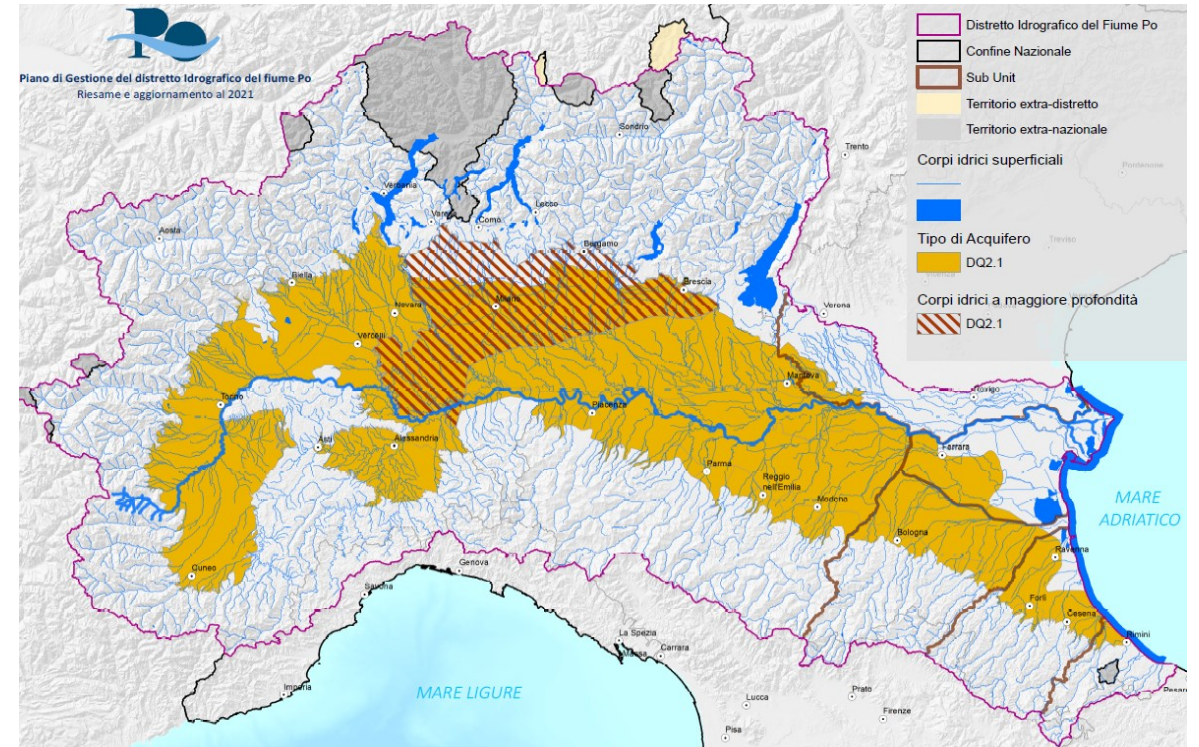 Po
Piano di Gestione del distretto Idrografico del fiume Po
Riesame e aggiornamento al 2021
Distretto Idrografico del Fiume Po
Confine Nazionale
Sub Unit
Territorio extra-distretto
Territorio extra-nazionale
Corpi idrici superficiali
Tipo di Acquifero
DQ2.1
Corpi idrici a maggiore profondità
DQ2.1
Sondrio
Trento
Pordenone
Verbania
Lecco
Como
Aosta
Treviso
Bergamo
Biella
Brescia
Novara
Milano
Verona
Vercelli
Mantova
Rovigo
Torino
Piacenza
Asti
Alessandria
Ferrara
Parma
Reggio
nell'Emilia
Modena
MARE
ADRIATICO
Bologna
Ravenna
Cuneo
Genova
Savona
Forlì
Cesena
Rimini
La Spezia
Massa
Carrara
Imperia
MARE LIGURE
Lucca
Prato
Firenze
Pisa